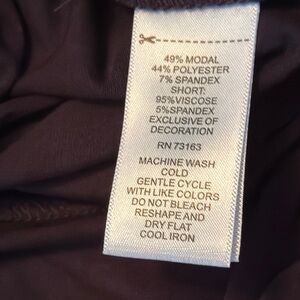 49% MODAL
44% POLYESTER
7% SPANDEX
SHORT:
95%VISCOSE
5%SPANDEX
EXCLUSIVE OF
DECORATION
RN 73163
MACHINE WASH
COLD
GENTLE CYCLE
WITH LIKE COLORS
DO NOT BLEACH
RESHAPE AND
DRY FLAT
COOL IRON